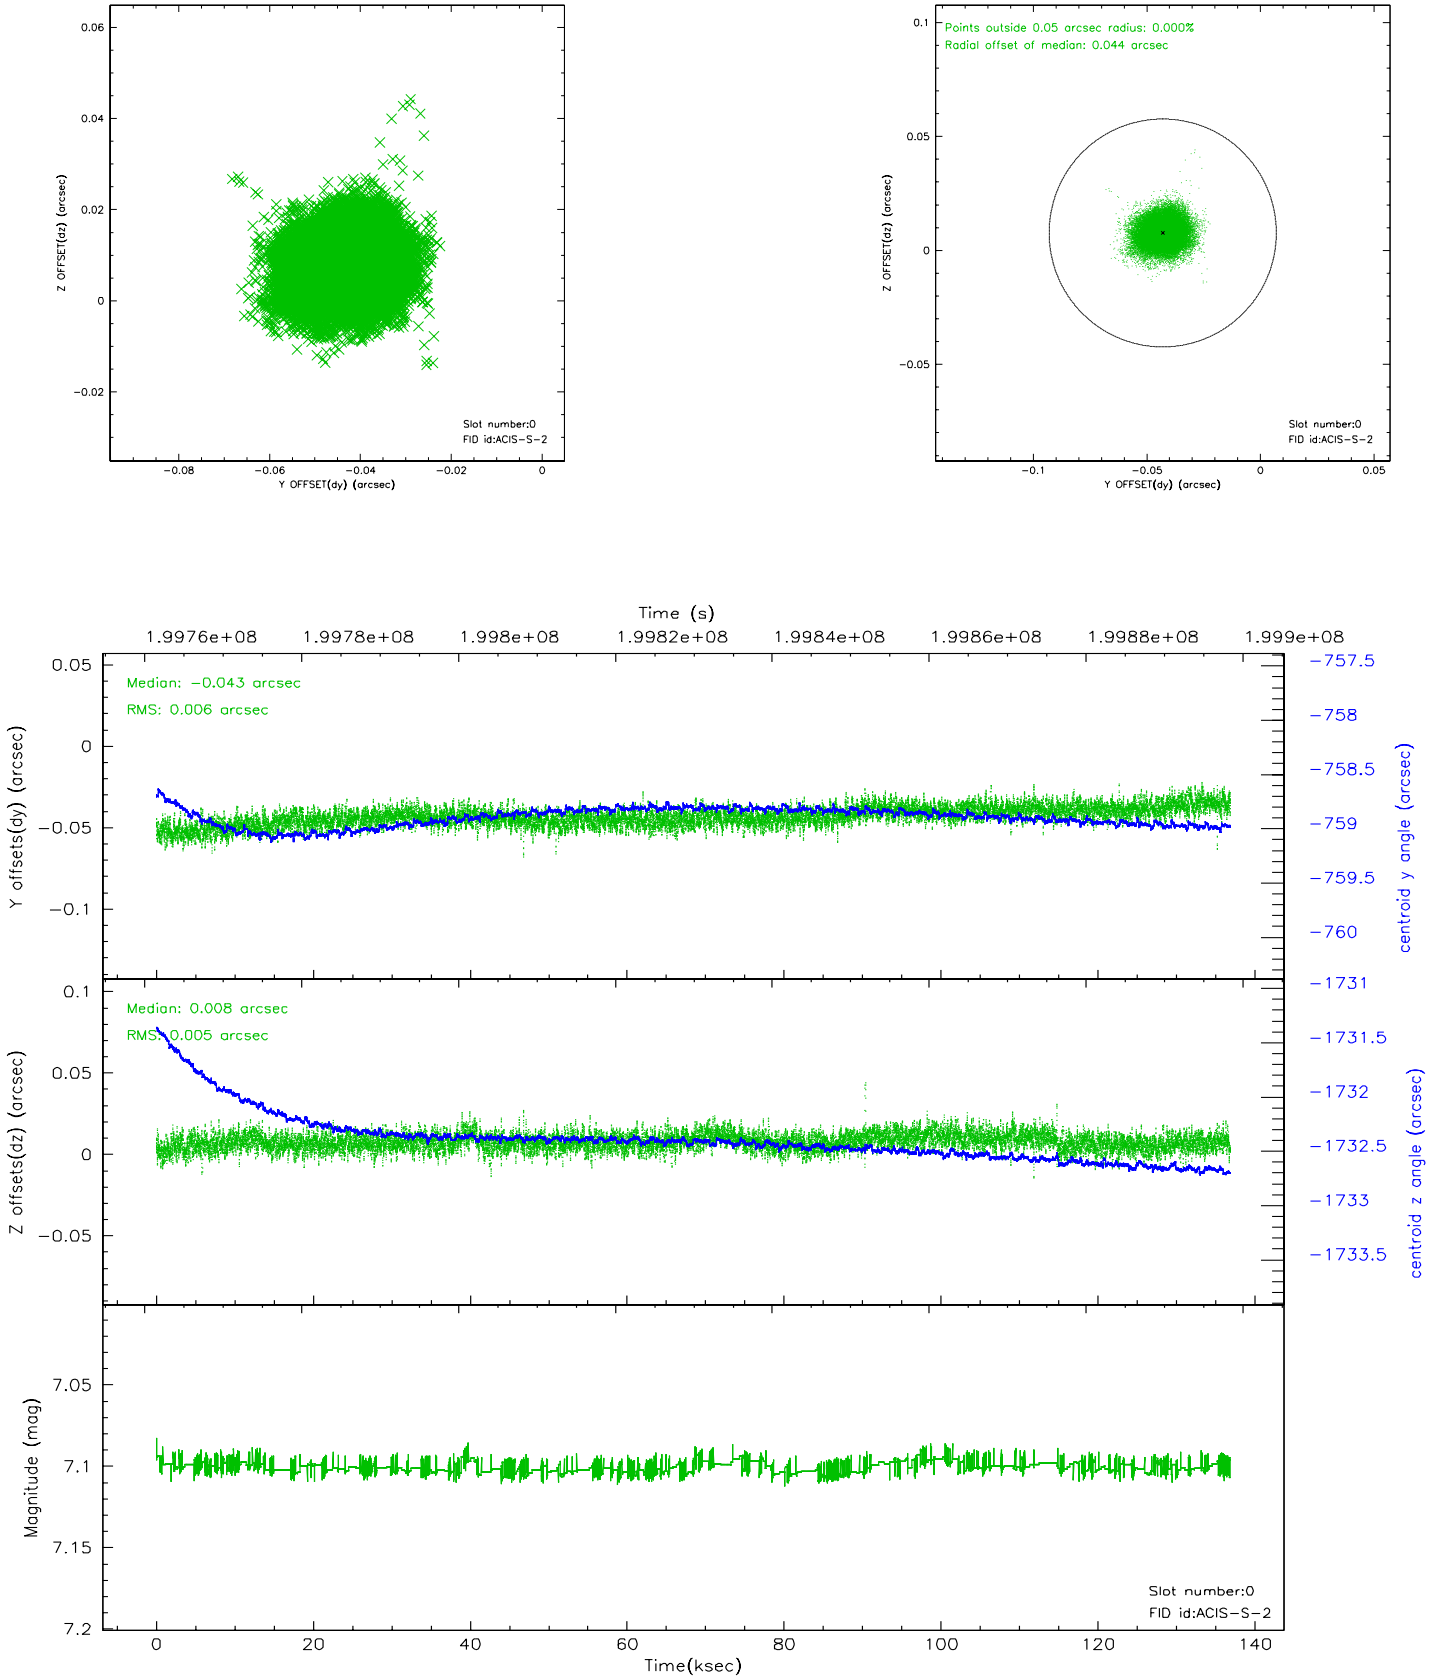 0.06
0.04
0.02
0
−0.02
Z OFFSET(dz) (arcsec)
Slot number:0
FID id:ACIS−S−2
−0.08 −0.06 −0.04 −0.02 0
Y OFFSET(dy) (arcsec)
Points outside 0.05 arcsec radius: 0.000%
Radial offset of median: 0.044 arcsec
0.1
0.05
0
−0.05
Z OFFSET(dz) (arcsec)
Slot number:0
FID id:ACIS−S−2
−0.1 −0.05 0 0.05
Y OFFSET(dy) (arcsec)
Time (s)
1.9976e+08 1.9978e+08 1.998e+08 1.9982e+08 1.9984e+08 1.9986e+08 1.9988e+08 1.999e+08
Median: −0.043 arcsec
RMS: 0.006 arcsec
0.05
0
−0.05
−0.1
Y offsets(dy) (arcsec)
−757.5
−758
−758.5
−759
−759.5
−760
centroid y angle (arcsec)
Median: 0.008 arcsec
RMS: 0.005 arcsec
0.1
0.05
0
−0.05
Z offsets(dz) (arcsec)
−1731
−1731.5
−1732
−1732.5
−1733
−1733.5
centroid z angle (arcsec)
7.05
7.1
7.15
7.2
Magnitude (mag)
Slot number:0
FID id:ACIS−S−2
0 20 40 60 80 100 120 140
Time(ksec)